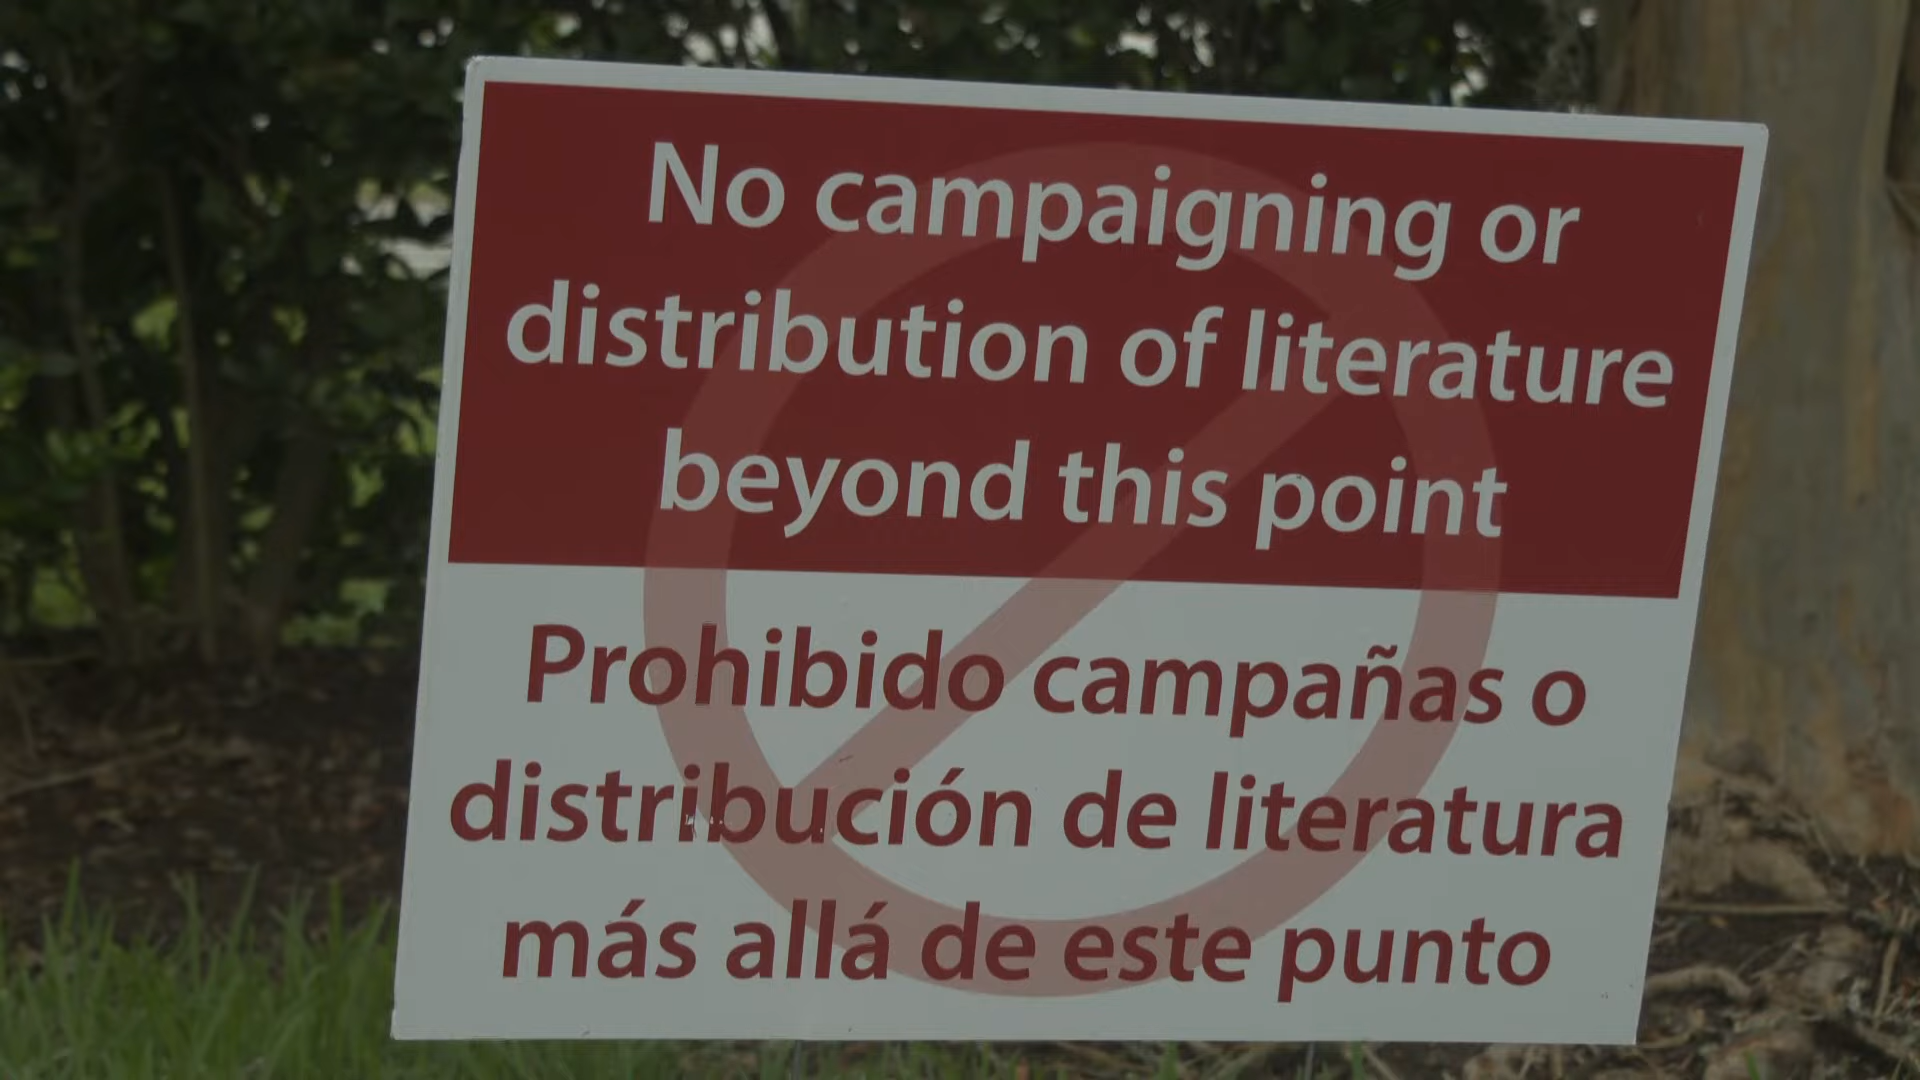 No campaigning or
distribution of literature
beyond this point
Prohibido campañas o
distribución de literatura
más allá de este punto